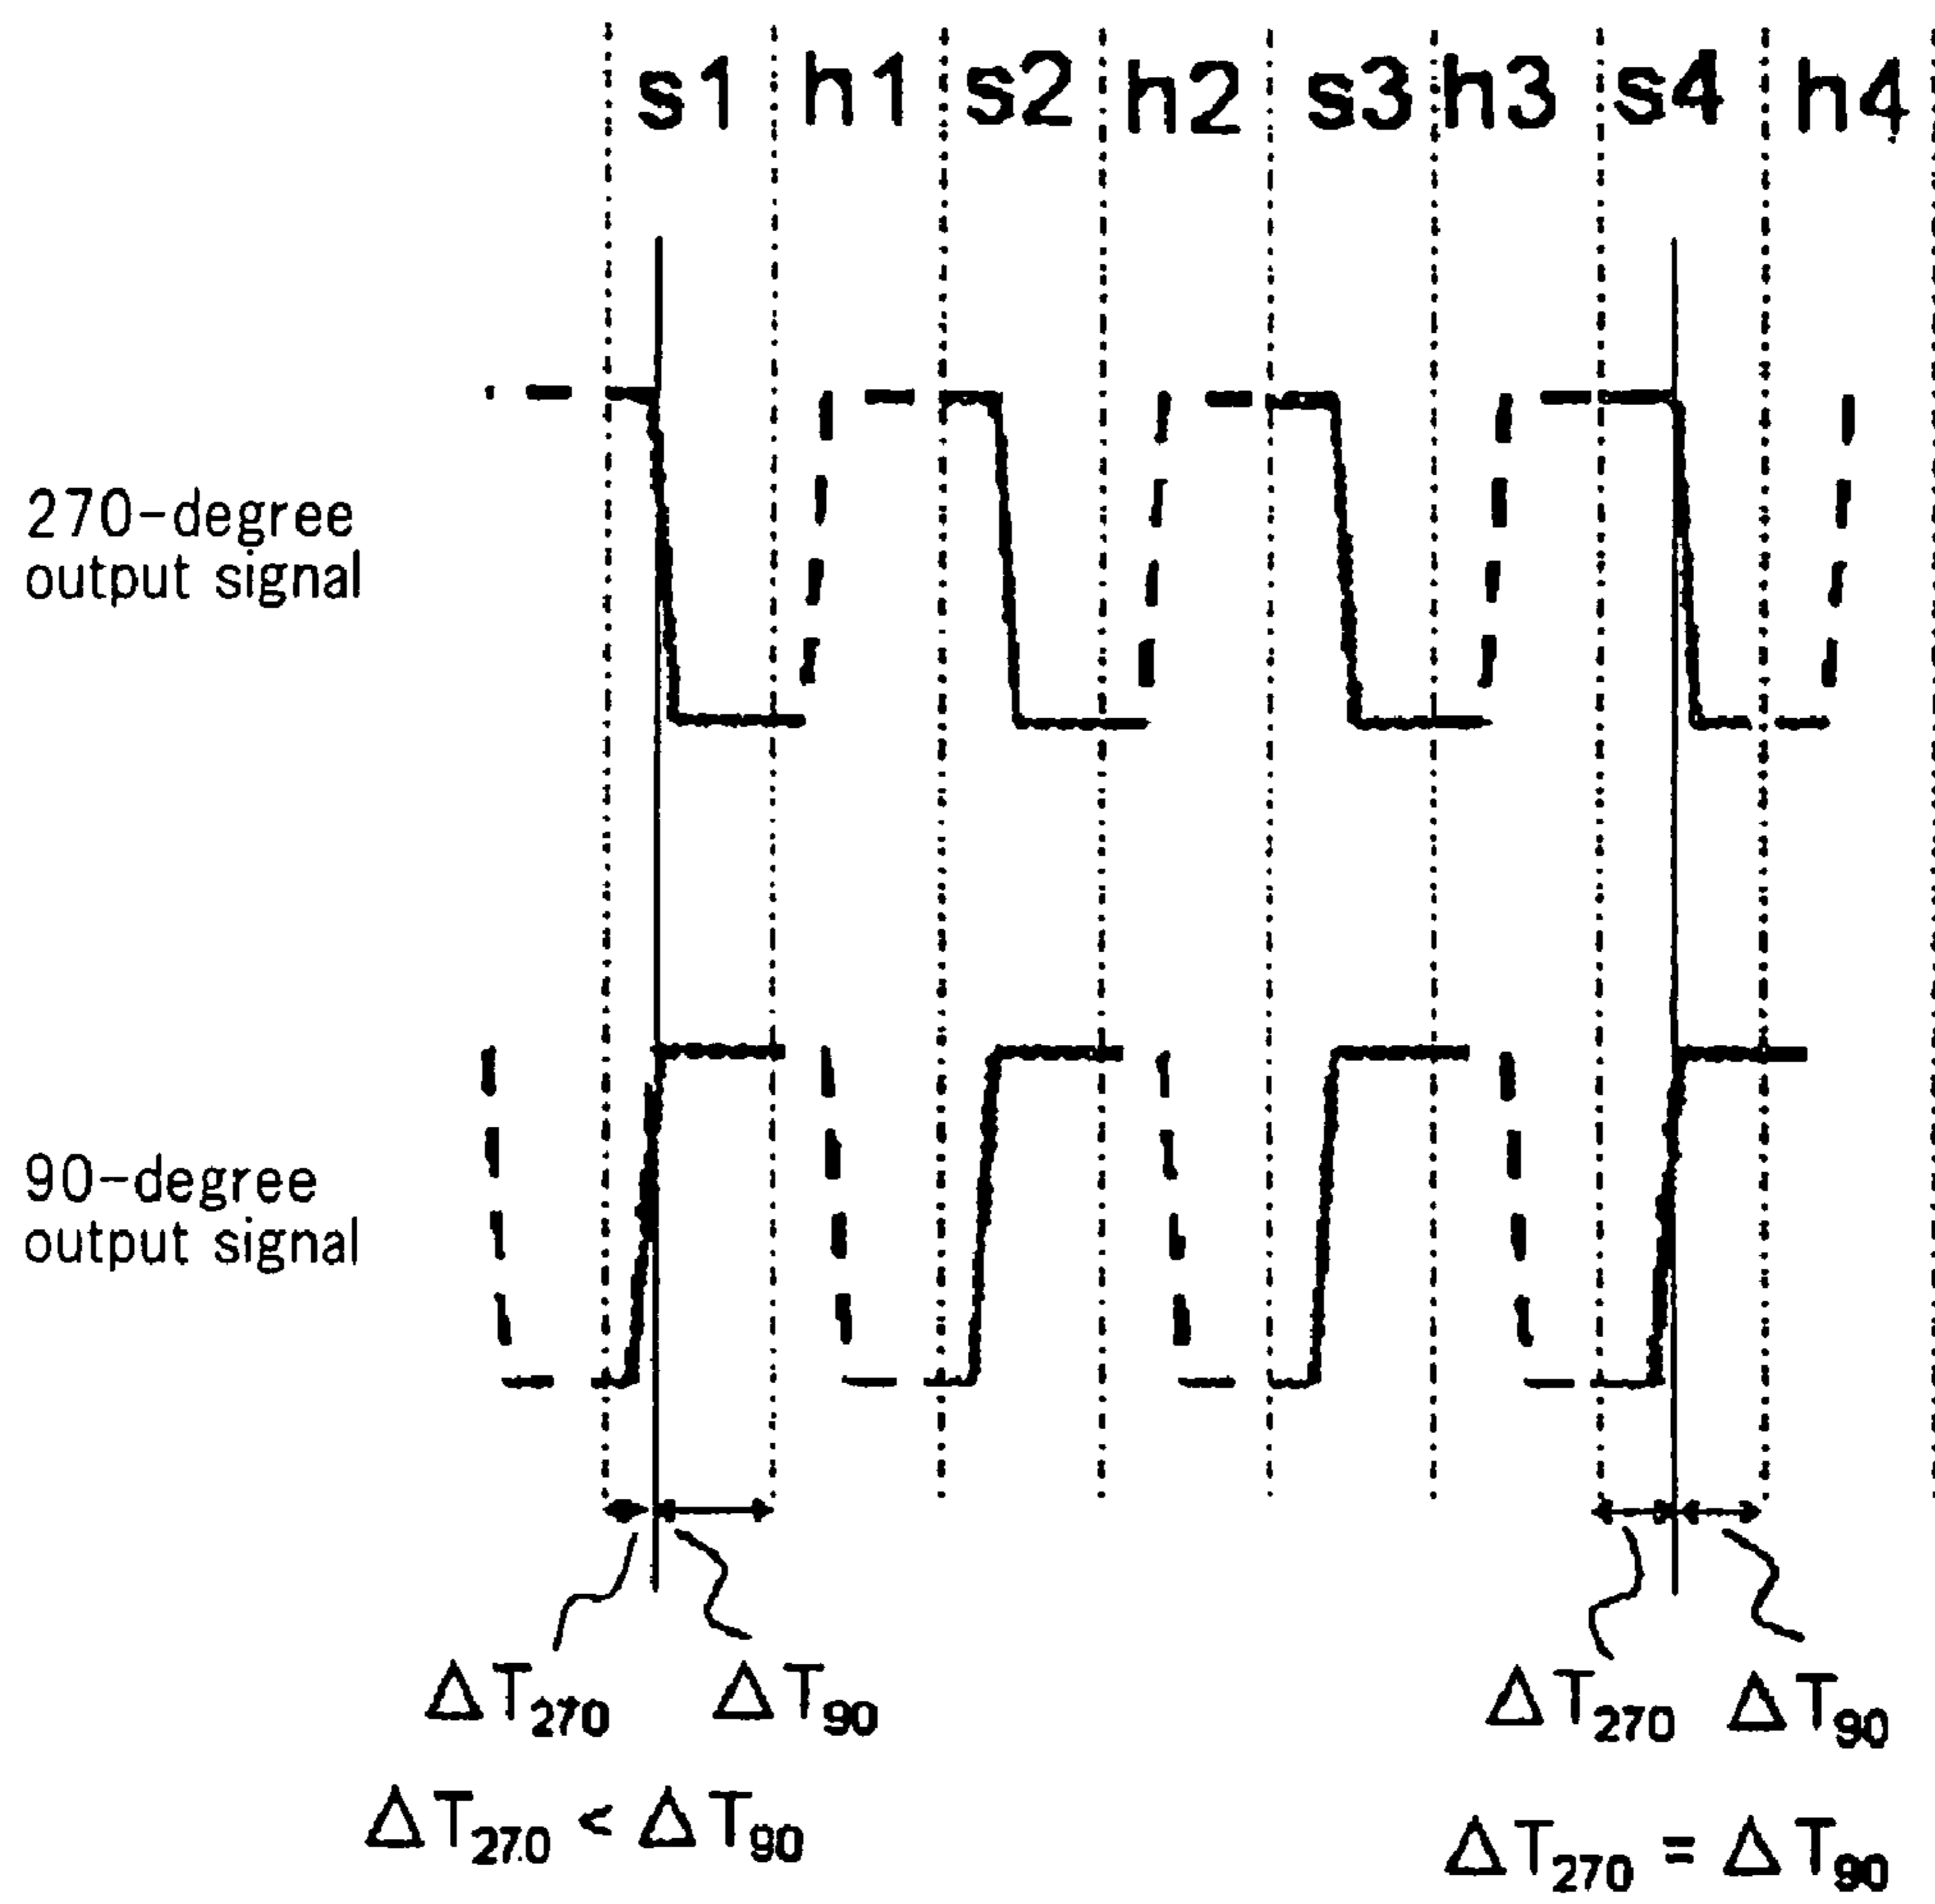 s1 h1 s2 h2 s3 h3 s4 h4
270-degree
output signal
90-degree
output signal
ΔT270 ΔT90 ΔT270 ΔT90
ΔT270 < ΔT90 ΔT270 = ΔT90